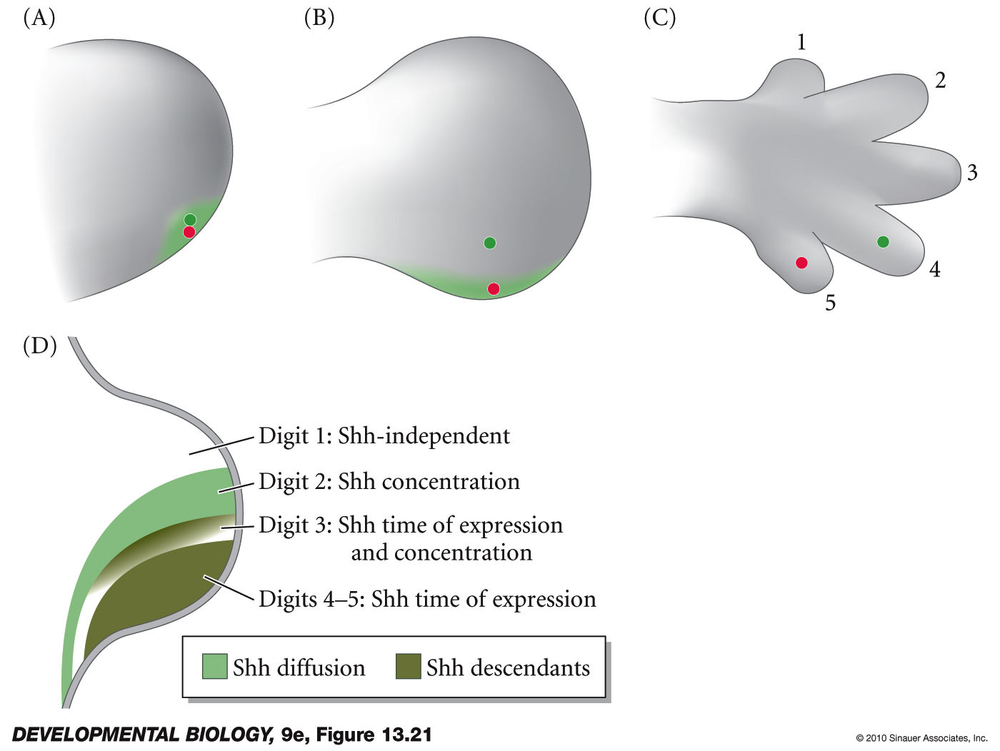 (A)
(B)
(C)
1
2
3
4
5
(D)
Digit 1: Shh-independent
Digit 2: Shh concentration
Digit 3: Shh time of expression
and concentration
Digits 4–5: Shh time of expression
Shh diffusion
Shh descendants
DEVELOPMENTAL BIOLOGY, 9e, Figure 13.21
© 2010 Sinauer Associates, Inc.